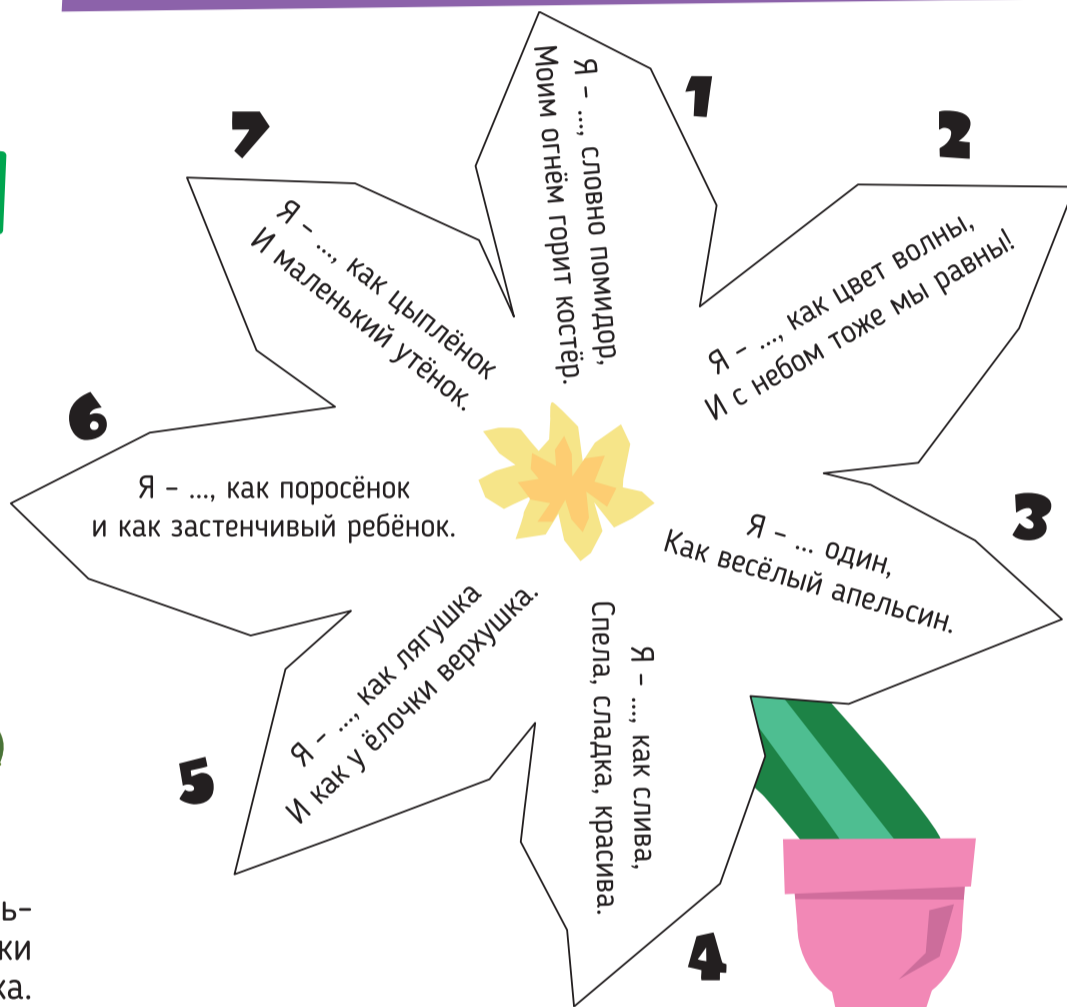 1
Я – ..., словно помидор,
Моим огнём горит костёр.
2
Я – ..., как цвет волны,
И с небом тоже мы равны!
3
Я – ... один,
Как весёлый апельсин.
4
Я – ..., как слива,
Спела, сладка, красива.
5
Я – ..., как лягушка
И как у ёлочки верхушка.
6
Я – ..., как поросёнок
и как застенчивый ребёнок.
7
Я – ..., как цыплёнок
И маленький утёнок.
ь-
ки
ка.